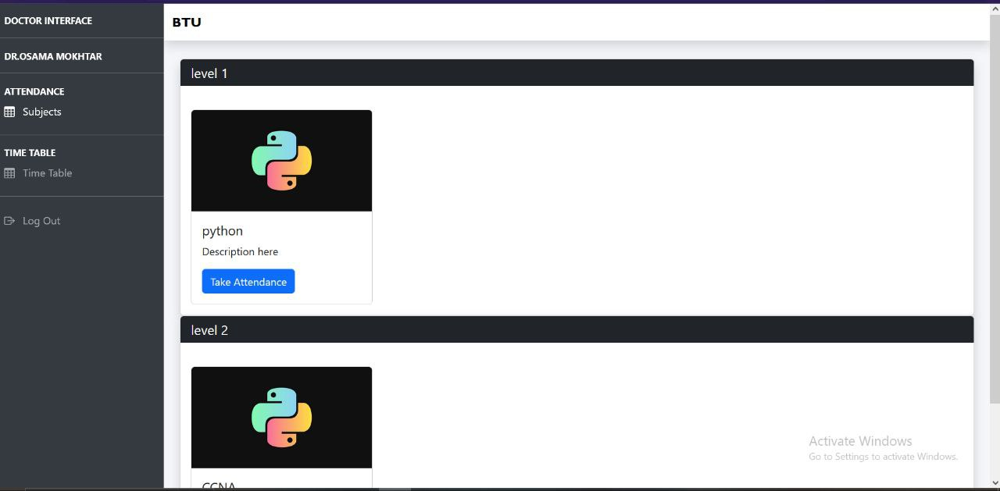 DOCTOR INTERFACE
DR.OSAMA MOKHTAR
ATTENDANCE
Subjects
TIME TABLE
Time Table
Log Out
BTU
level 1
python
Description here
Take Attendance
level 2
CCNA
Activate Windows
Go to Settings to activate Windows.